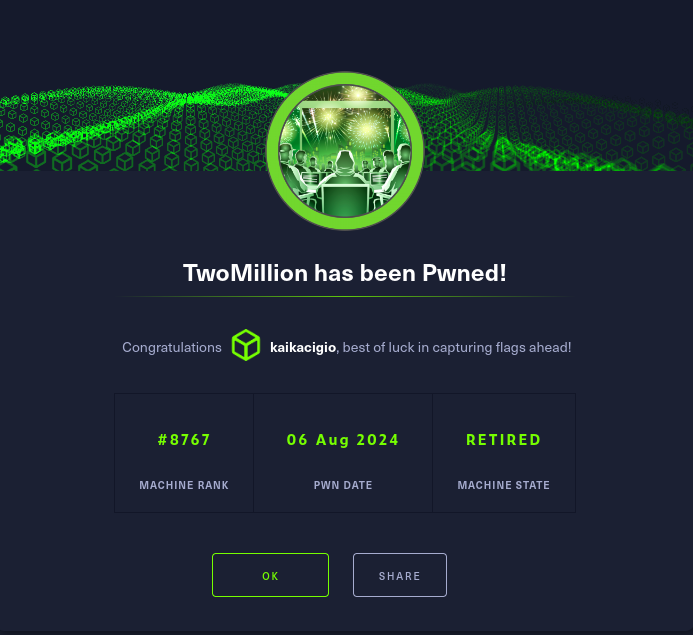 TwoMillion has been Pwned!
Congratulations kaikacigio, best of luck in capturing flags ahead!
#8767 06 Aug 2024 RETIRED
MACHINE RANK PWN DATE MACHINE STATE
OK SHARE